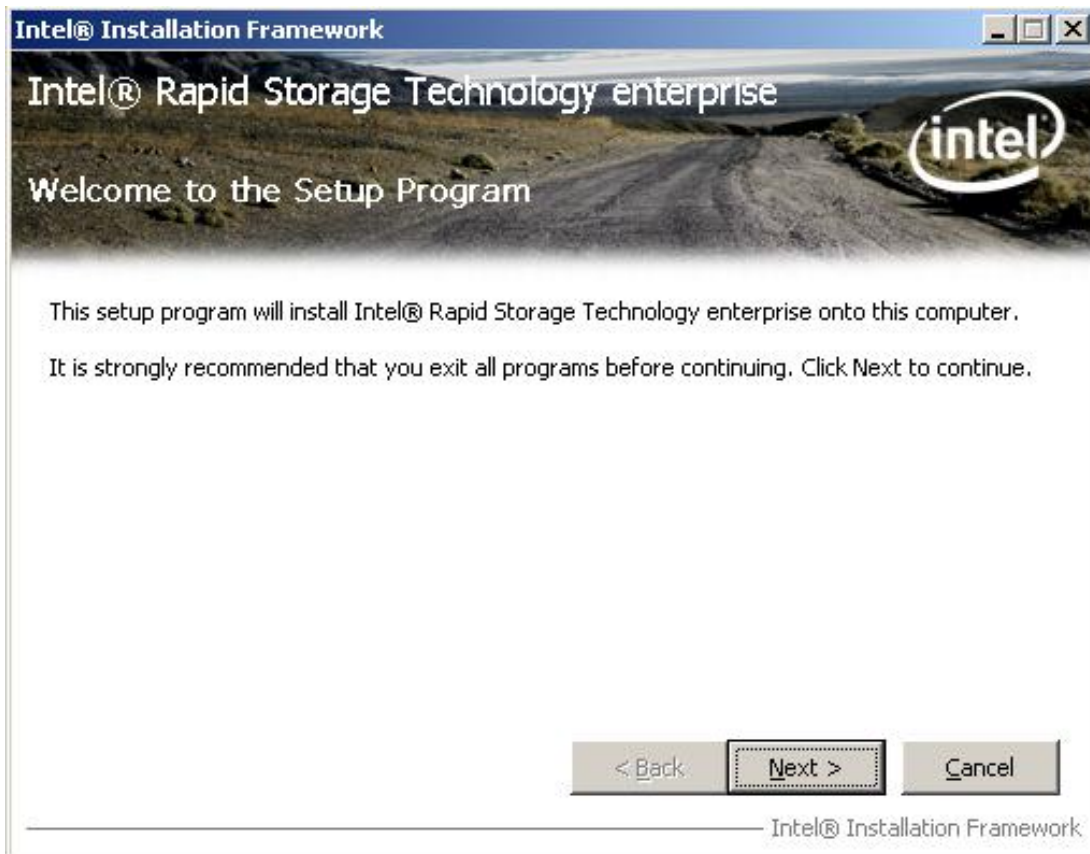 Intel® Installation Framework
Intel® Rapid Storage Technology enterprise
intel
Welcome to the Setup Program
This setup program will install Intel® Rapid Storage Technology enterprise onto this computer.
It is strongly recommended that you exit all programs before continuing. Click Next to continue.
< Back
Next >
Cancel
Intel® Installation Framework